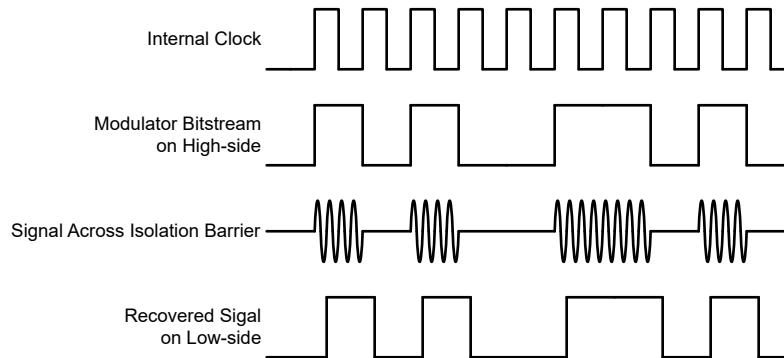 Internal Clock
Modulator Bitstream
on High-side
Signal Across Isolation Barrier
Recovered Sigal
on Low-side